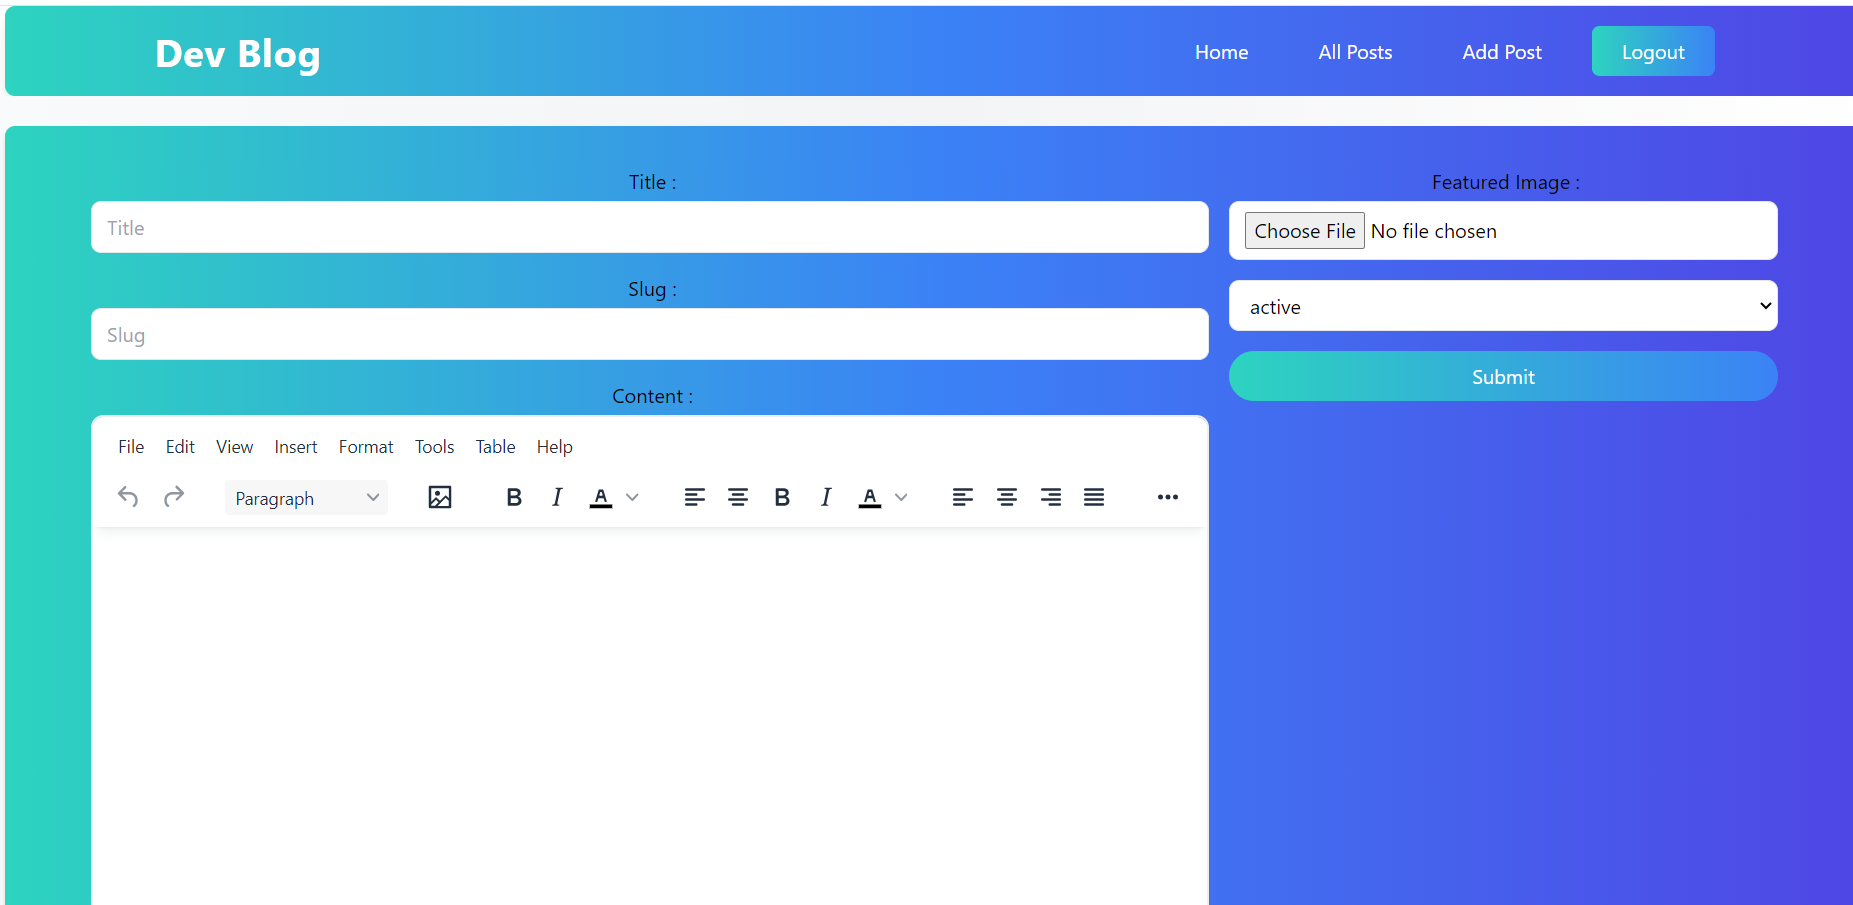 Dev Blog
Home All Posts Add Post Logout
Title :
Title
Slug :
Slug
Content :
File Edit View Insert Format Tools Table Help
Paragraph B I A B I A
Featured Image :
Choose File No file chosen
active
Submit